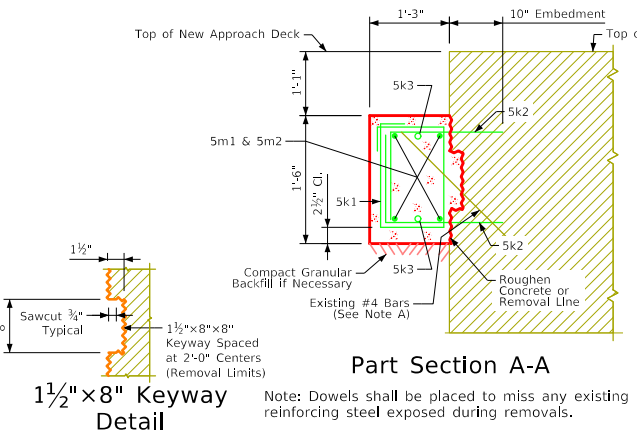 1'-3"
10" Embedment
Top of New Approach Deck
Top
1'-1"
5k3
5k2
5m1 & 5m2
1'-6"
2½" Cl.
5k1
1½"
5k2
5k3
Compact Granular
Backfill if Necessary
Roughen
Concrete or
Removal Line
Existing #4 Bars
(See Note A)
Sawcut ¾"
Typical
1½"×8"×8"
Keyway Spaced
at 2'-0" Centers
(Removal Limits)
Part Section A-A
1½"×8" Keyway
Detail
Note: Dowels shall be placed to miss any existing
reinforcing steel exposed during removals.